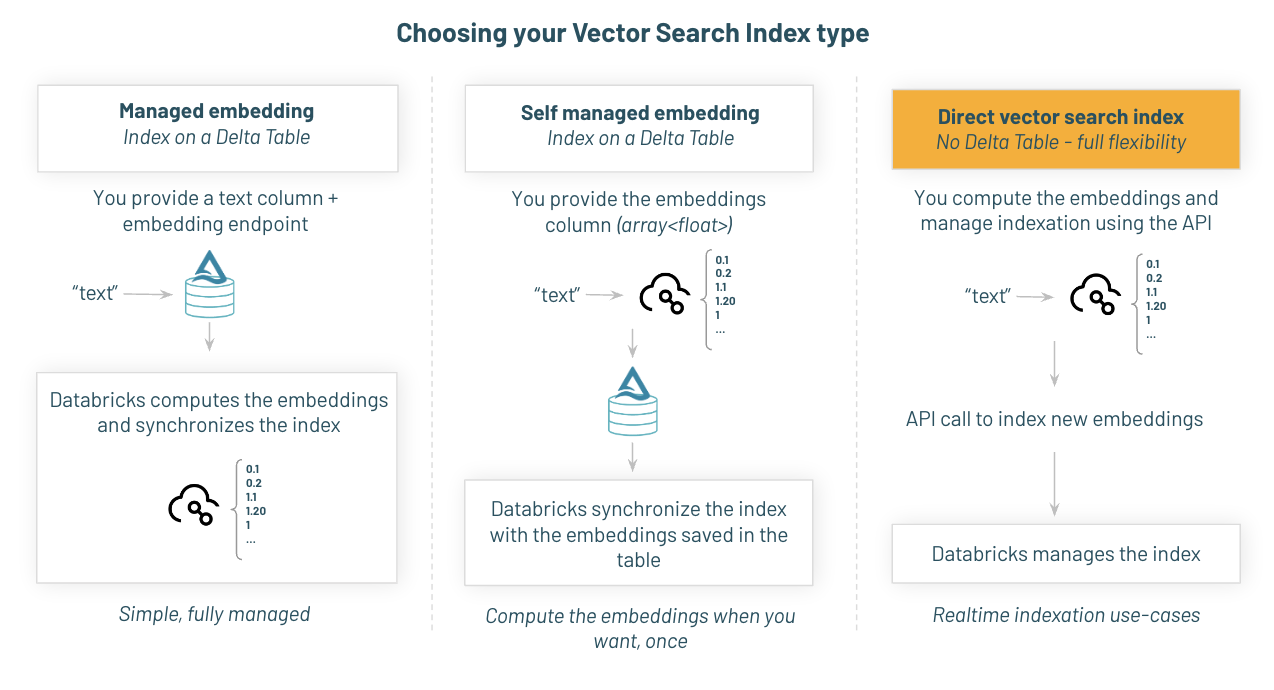 Choosing your Vector Search Index type
Managed embedding
Index on a Delta Table
You provide a text column +
embedding endpoint
“text”
Databricks computes the embeddings
and synchronizes the index
0.1
0.2
1.1
1.20
1
...
Simple, fully managed
Self managed embedding
Index on a Delta Table
You provide the embeddings
column (array<float>)
“text”
0.1
0.2
1.1
1.20
1
...
Databricks synchronize the index
with the embeddings saved in the
table
Compute the embeddings when you
want, once
Direct vector search index
No Delta Table - full flexibility
You compute the embeddings and
manage indexation using the API
“text”
0.1
0.2
1.1
1.20
1
...
API call to index new embeddings
Databricks manages the index
Realtime indexation use-cases